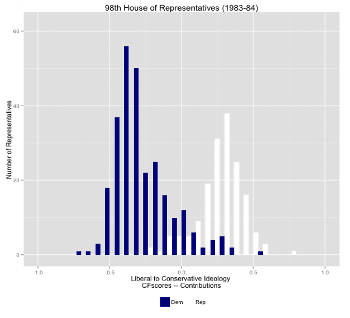 98th House of Representatives (1983-84)
Number of Representatives
60
40
20
0
1.0 0.5 0.0 0.5 1.0
Liberal to Conservative Ideology
CFscores -- Contributions
Dem Rep